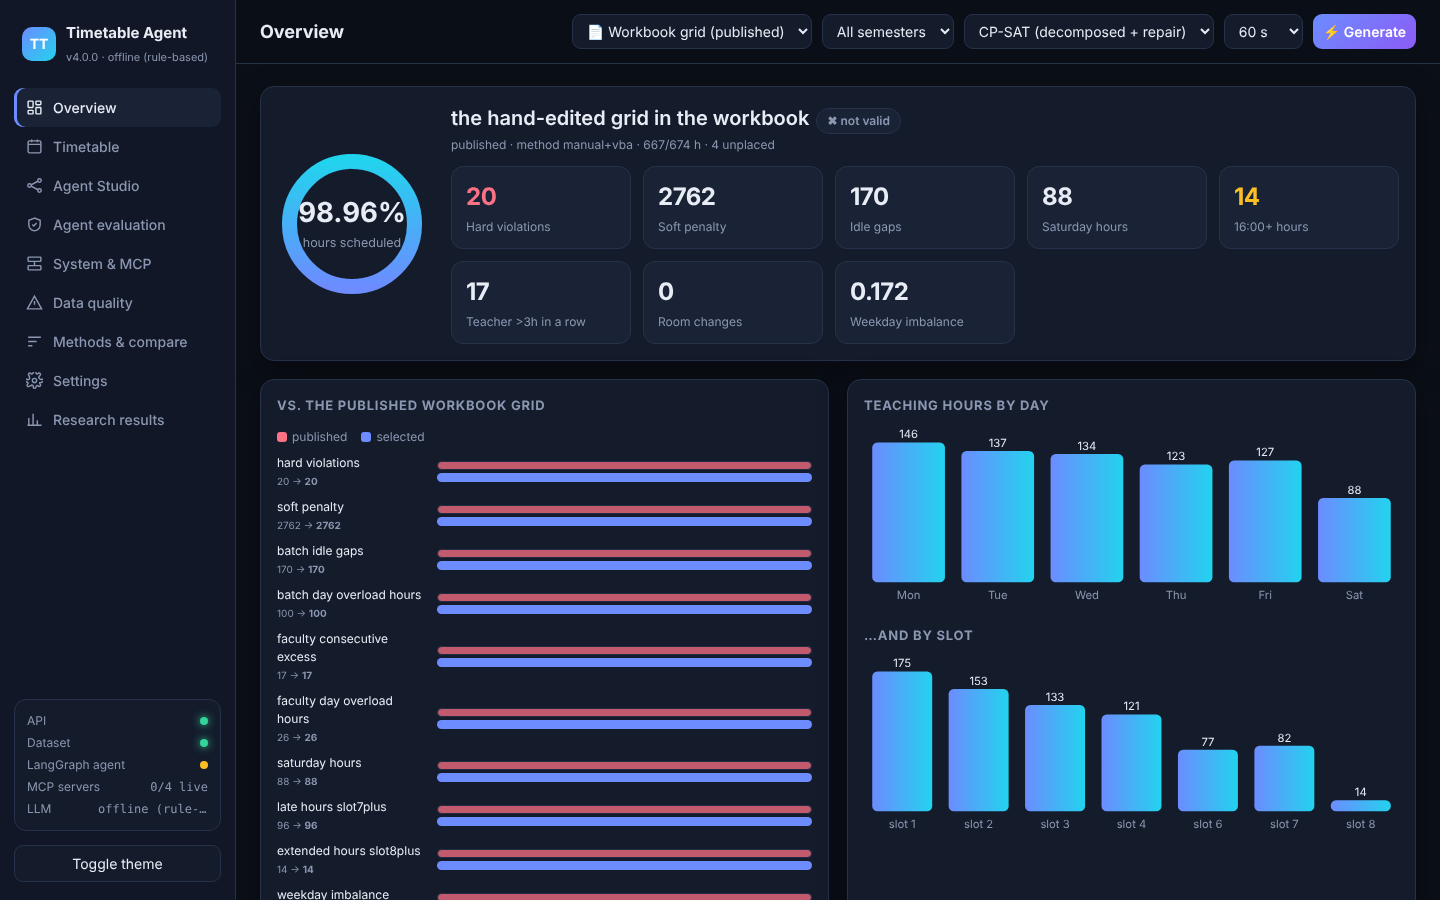 TT
Timetable Agent
v4.0.0 · offline (rule-based)
Overview
Timetable
Agent Studio
Agent evaluation
System & MCP
Data quality
Methods & compare
Settings
Research results
API
Dataset
LangGraph agent
MCP servers 0/4 live
LLM offline (rule-…
Toggle theme
Overview
📄 Workbook grid (published)
All semesters
CP-SAT (decomposed + repair)
60 s
⚡ Generate
98.96%
hours scheduled
the hand-edited grid in the workbook
✖ not valid
published · method manual+vba · 667/674 h · 4 unplaced
20
Hard violations
2762
Soft penalty
170
Idle gaps
88
Saturday hours
14
16:00+ hours
17
Teacher >3h in a row
0
Room changes
0.172
Weekday imbalance
VS. THE PUBLISHED WORKBOOK GRID
published
selected
hard violations
20 → 20
soft penalty
2762 → 2762
batch idle gaps
170 → 170
batch day overload hours
100 → 100
faculty consecutive
excess
17 → 17
faculty day overload
hours
26 → 26
saturday hours
88 → 88
late hours slot7plus
96 → 96
extended hours slot8plus
14 → 14
weekday imbalance
TEACHING HOURS BY DAY
146
137
134
123
127
88
Mon
Tue
Wed
Thu
Fri
Sat
...AND BY SLOT
175
153
133
121
77
82
14
slot 1
slot 2
slot 3
slot 4
slot 6
slot 7
slot 8